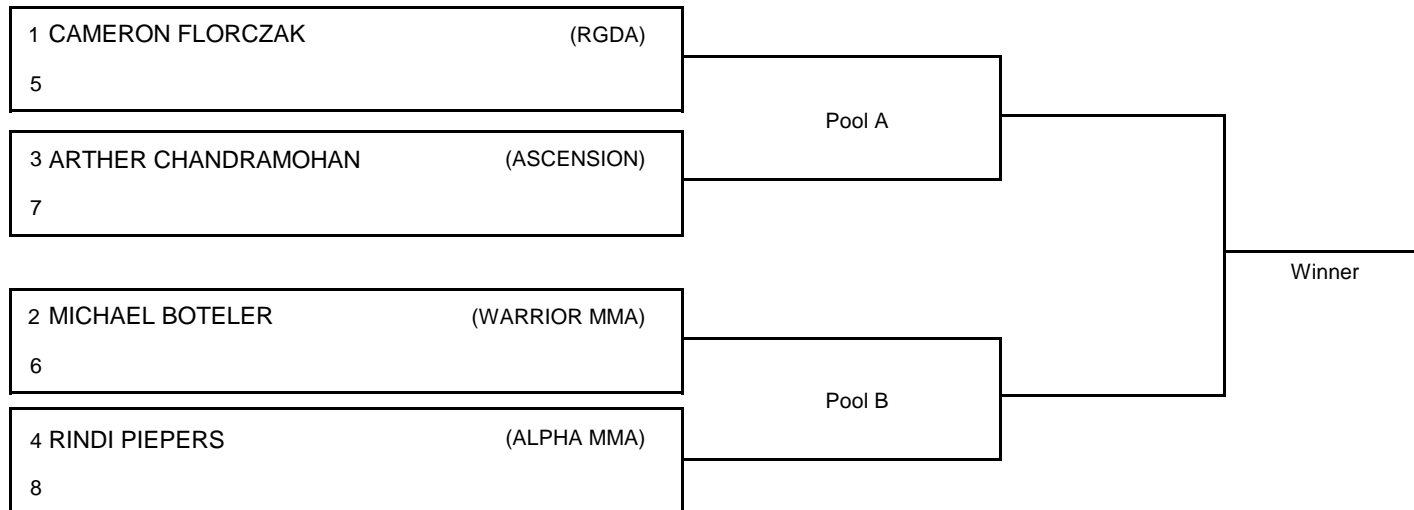 1 CAMERON FLORCZAK (RGDA)
5
Pool A
3 ARTHER CHANDRAMOHAN (ASCENSION)
7
Winner
2 MICHAEL BOTELER (WARRIOR MMA)
6
Pool B
4 RINDI PIEPERS (ALPHA MMA)
8